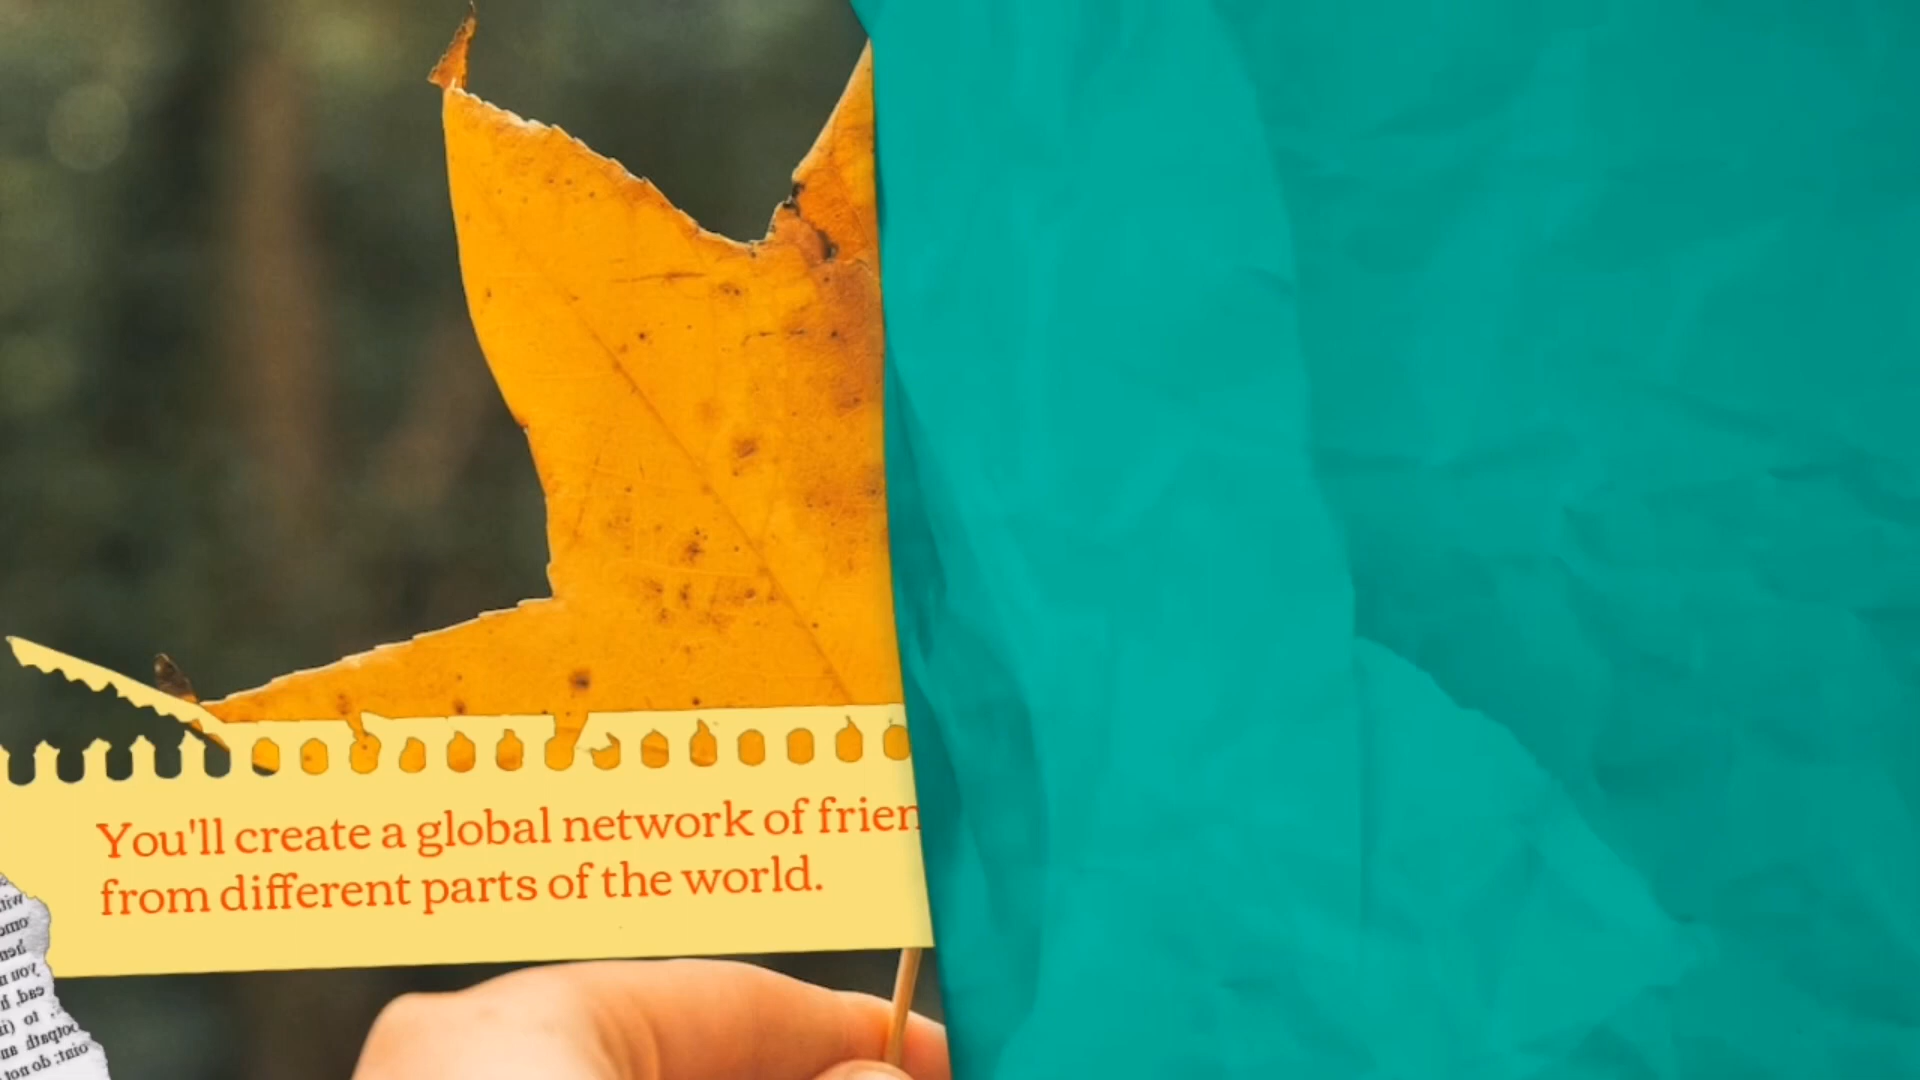 You'll create a global network of frien
from different parts of the world.